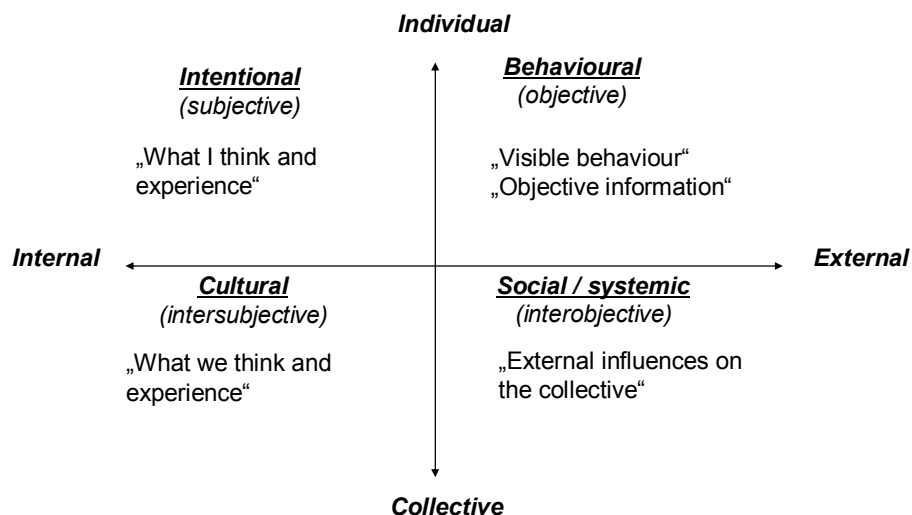 Individual
Intentional
(subjective)
„What I think and
experience“
Behavioural
(objective)
„Visible behaviour“
„Objective information“
Internal
External
Cultural
(intersubjective)
„What we think and
experience“
Social / systemic
(interobjective)
„External influences on
the collective“
Collective